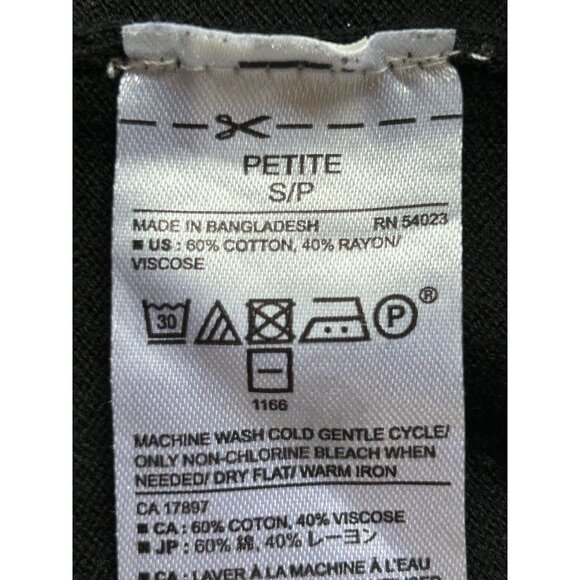 PETITE
S/P
MADE IN BANGLADESH RN 54023
■ US : 60% COTTON, 40% RAYON/
VISCOSE
30 P®
1166
MACHINE WASH COLD GENTLE CYCLE/
ONLY NON-CHLORINE BLEACH WHEN
NEEDED/ DRY FLAT/ WARM IRON
CA 17897
■ CA : 60% COTON, 40% VISCOSE
■ JP : 60% 綿, 40% レーヨン
■ CA : LAVER À LA MACHINE À L'EAU